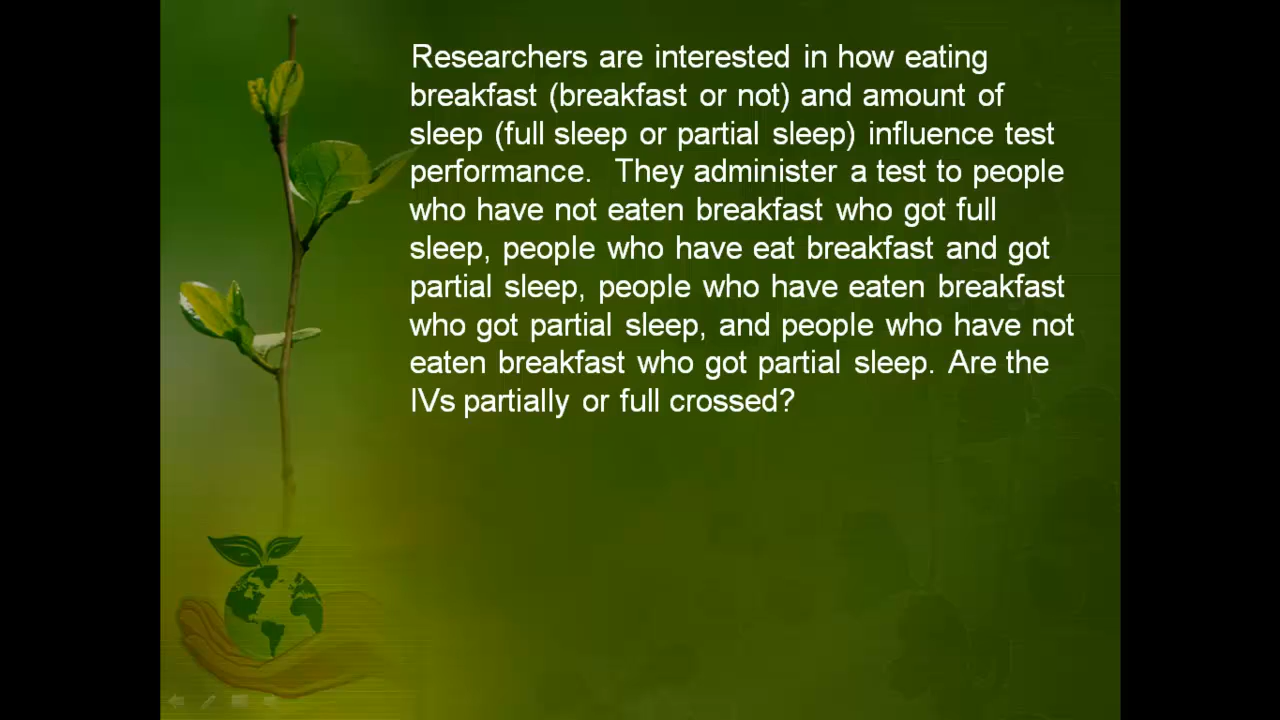 Researchers are interested in how eating
breakfast (breakfast or not) and amount of
sleep (full sleep or partial sleep) influence test
performance.  They administer a test to people
who have not eaten breakfast who got full
sleep, people who have eat breakfast and got
partial sleep, people who have eaten breakfast
who got partial sleep, and people who have not
eaten breakfast who got partial sleep. Are the
IVs partially or full crossed?